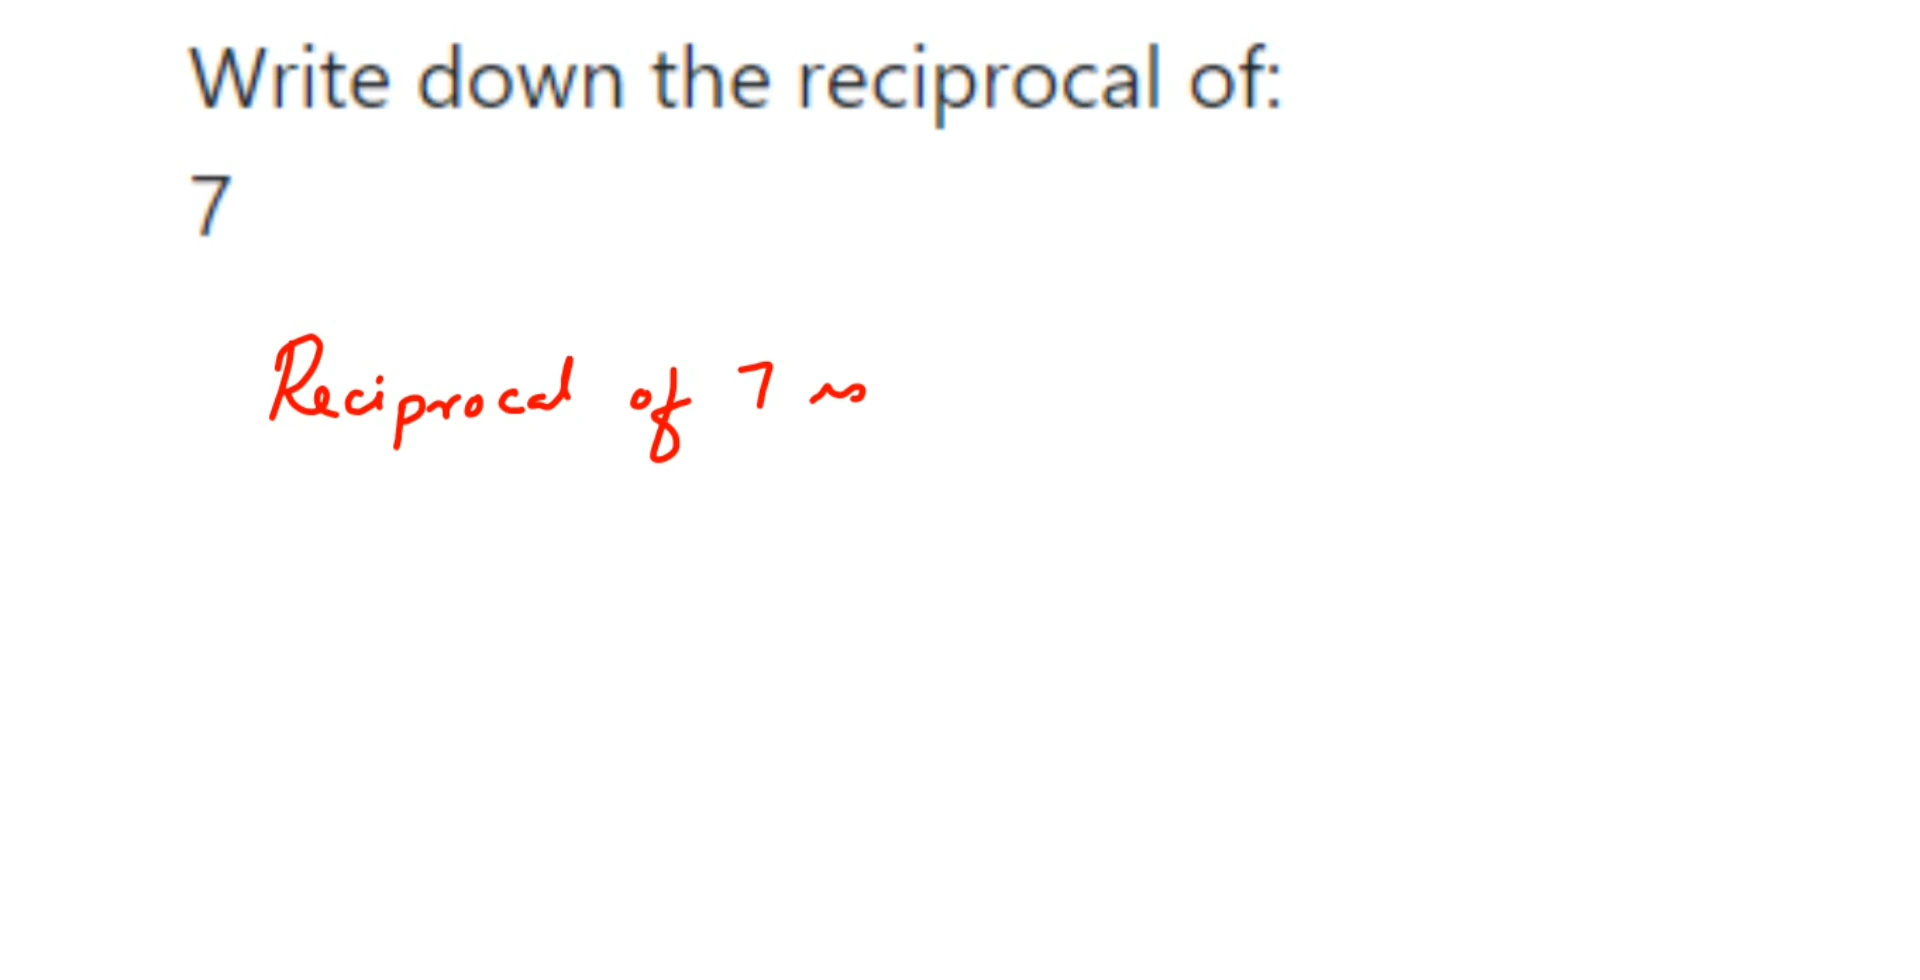 Write down the reciprocal of:
7
Reciprocal of 7 is